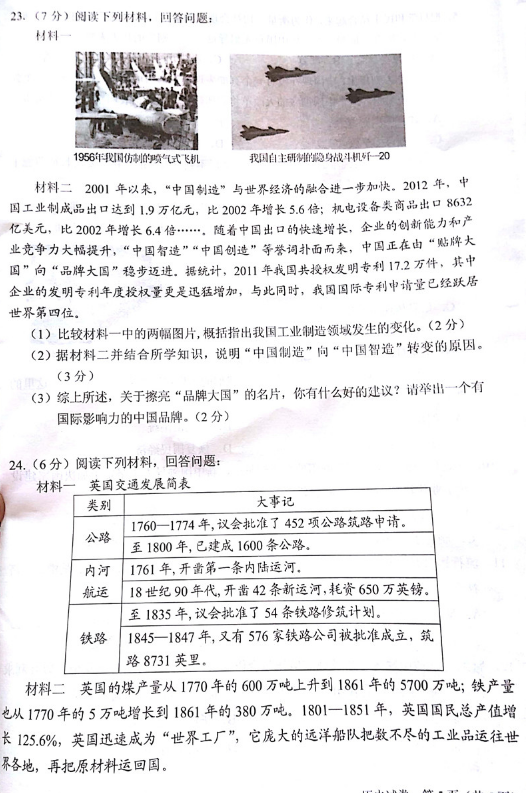 23.（7分）阅读下列材料，回答问题：
材料一
1956年我国仿制的喷气式飞机 我国自主研制的隐身战斗机歼—20
材料二 2001年以来，“中国制造”与世界经济的融合进一步加快。2012年，中
国工业制成品出口达到1.9万亿元，比2002年增长5.6倍；机电设备类商品出口8632
亿美元，比2002年增长6.4倍……。随着中国出口的快速增长，企业的创新能力和产
业竞争力大幅提升，“中国智造”“中国创造”等誉词扑面而来，中国正在由“贴牌大
国”向“品牌大国”稳步迈进。据统计，2011年我国共授权发明专利17.2万件，其中
企业的发明专利年度授权量更是迅猛增加，与此同时，我国国际专利申请量已经跃居
世界第四位。
（1）比较材料一中的两幅图片，概括指出我国工业制造领域发生的变化。（2分）
（2）据材料二并结合所学知识，说明“中国制造”向“中国智造”转变的原因。
（3分）
（3）综上所述，关于擦亮“品牌大国”的名片，你有什么好的建议？请举出一个有
国际影响力的中国品牌。（2分）
24.（6分）阅读下列材料，回答问题：
材料一 英国交通发展简表
类别 大事记
公路 1760—1774年，议会批准了452项公路筑路申请。
至1800年，已建成1600条公路。
内河航运 1761年，开凿第一条内陆运河。
18世纪90年代，开凿42条新运河，耗资650万英镑。
铁路 至1835年，议会批准了54条铁路修筑计划。
1845—1847年，又有576家铁路公司被批准成立，筑
路8731英里。
材料二 英国的煤产量从1770年的600万吨上升到1861年的5700万吨；铁产量
也从1770年的5万吨增长到1861年的380万吨。1801—1851年，英国国民总产值增
长125.6%，英国迅速成为“世界工厂”，它庞大的远洋船队把数不尽的工业品运往世
界各地，再把原材料运回国。